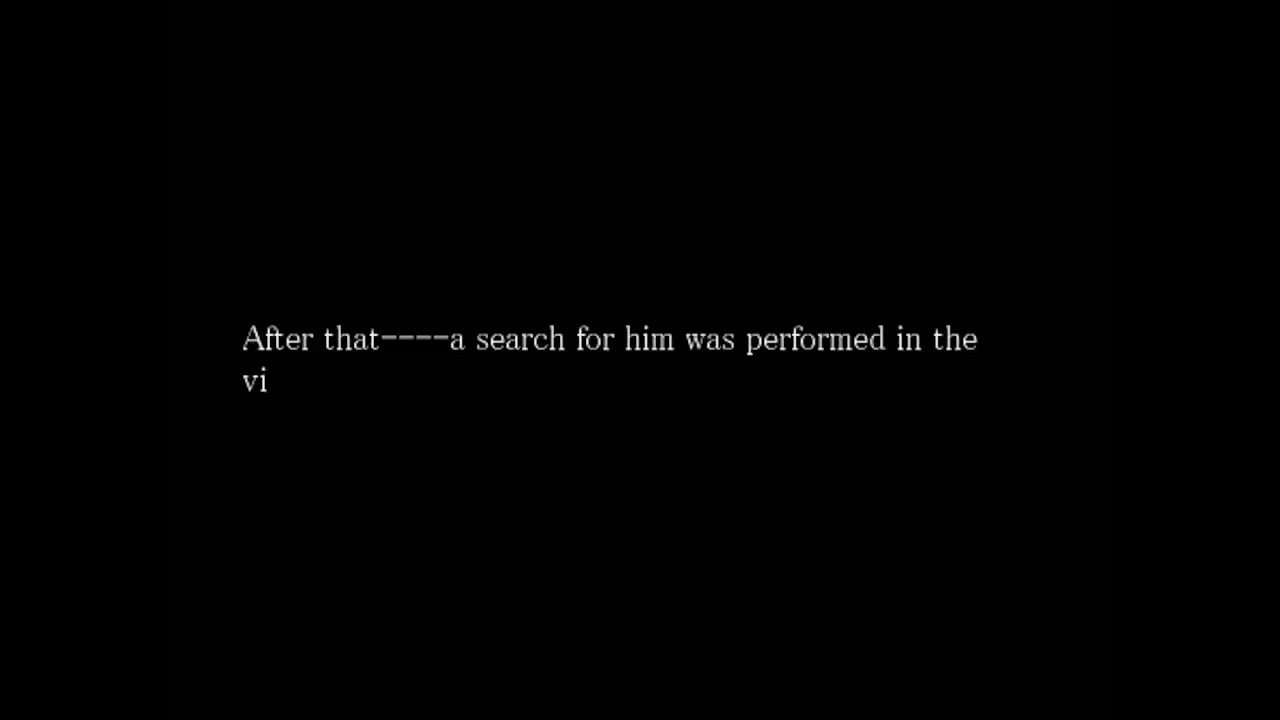 After that----a search for him was performed in the
vi